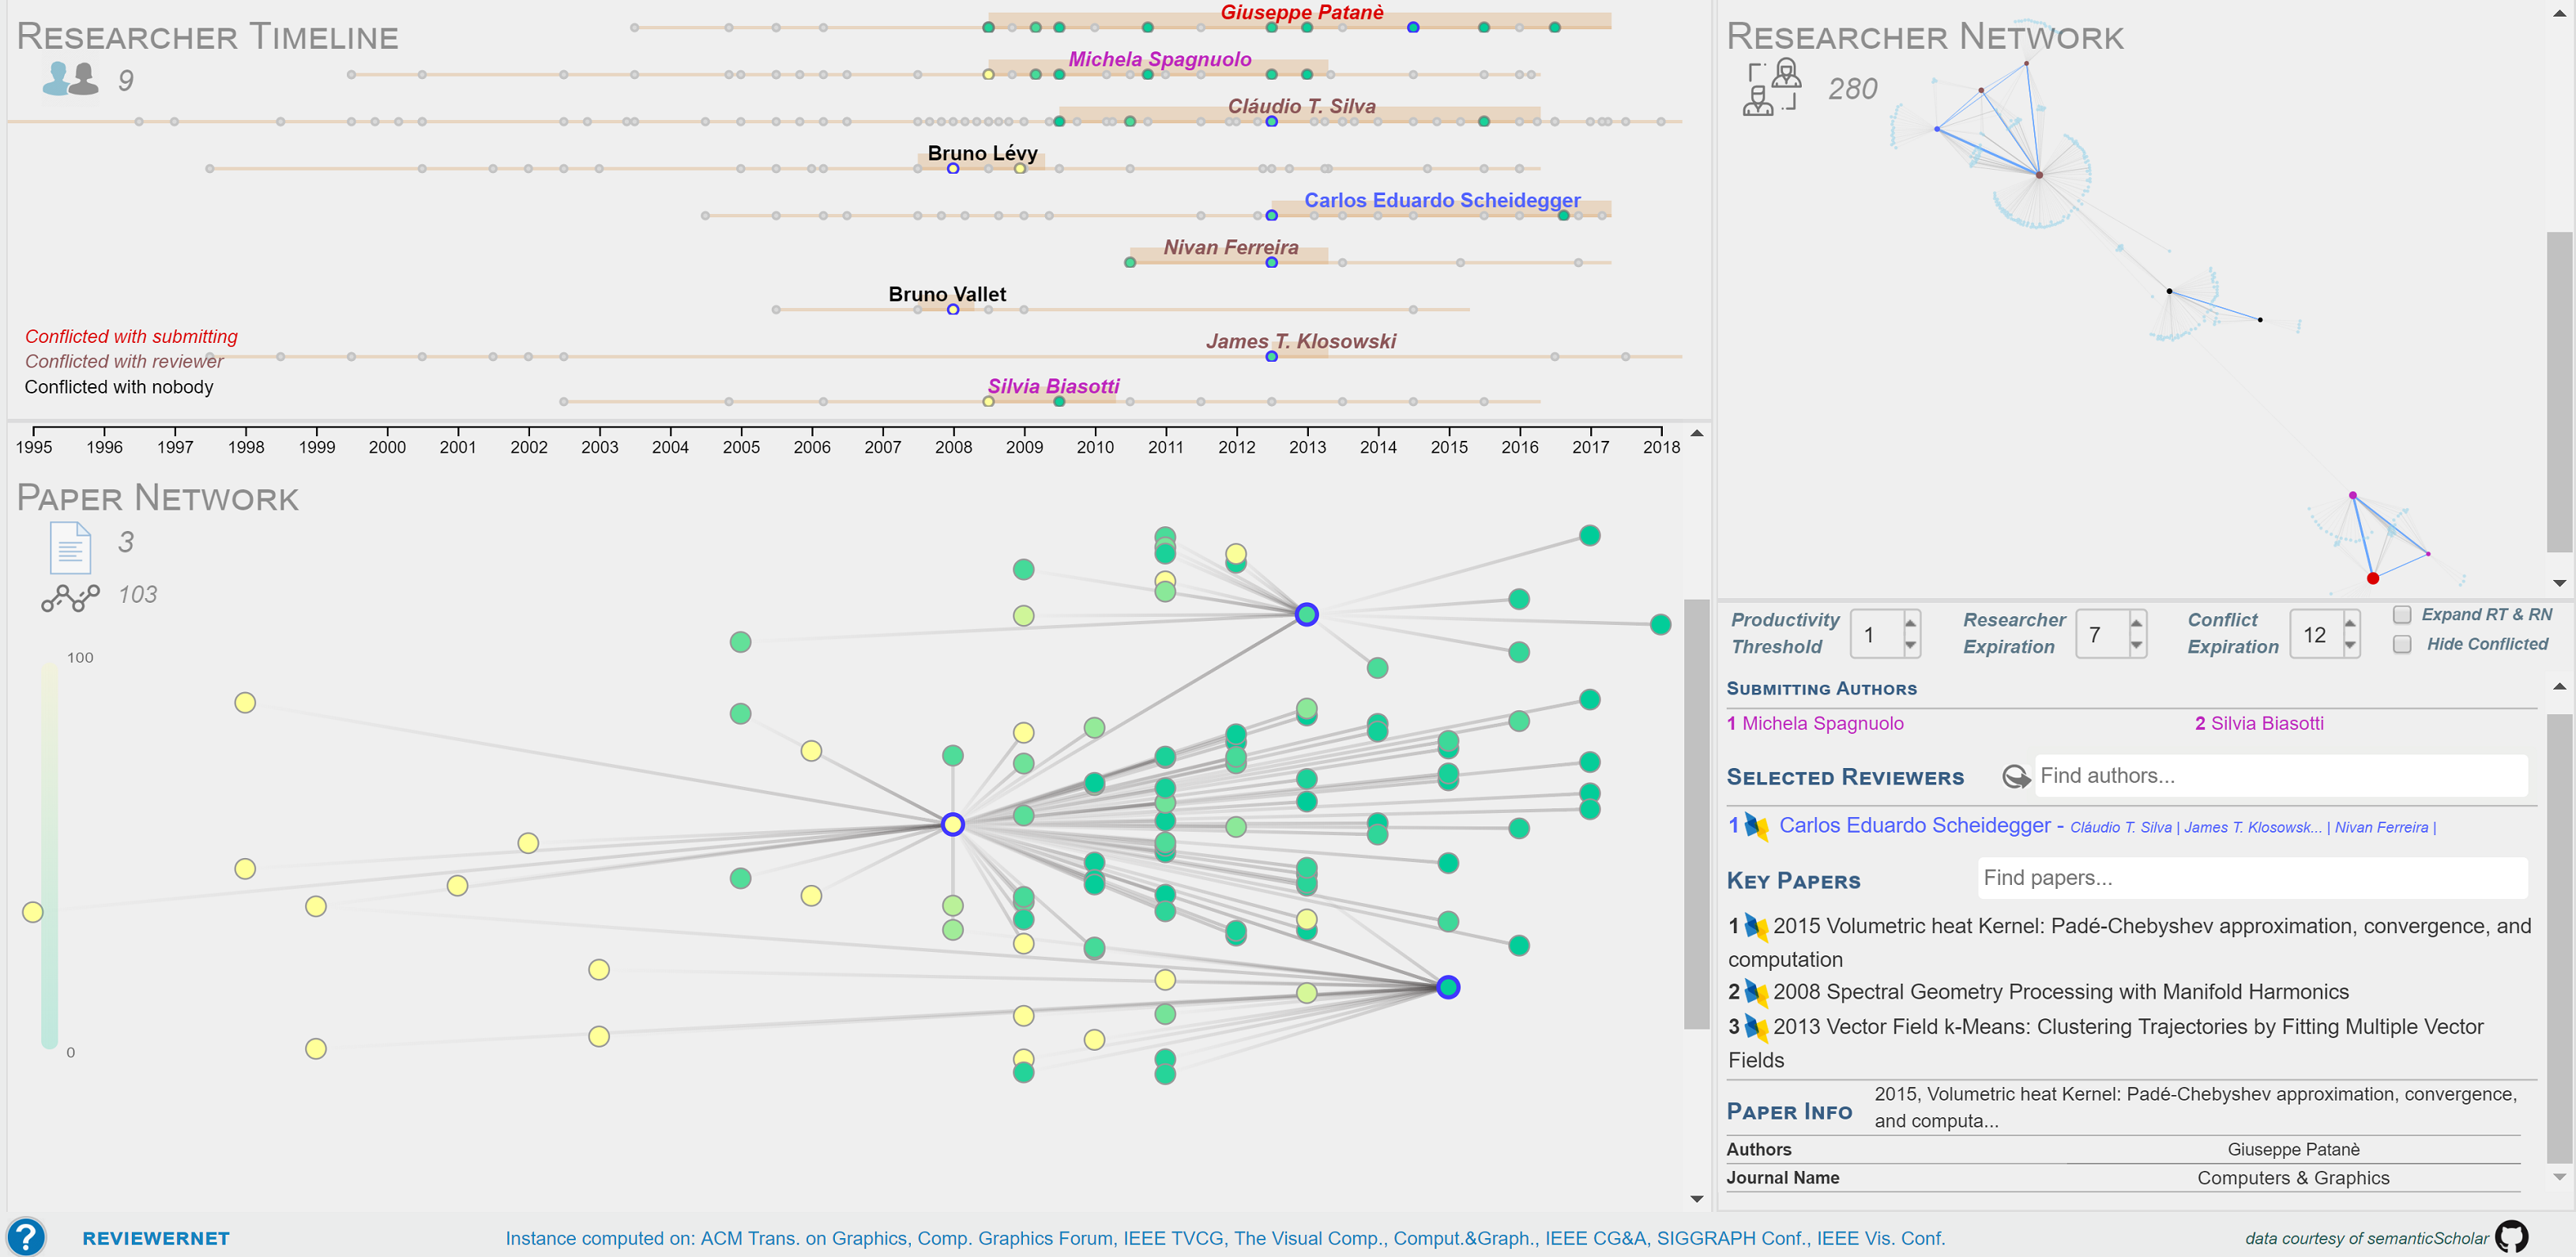 RESEARCHER TIMELINE
9
Giuseppe Patanè
Michela Spagnuolo
Cláudio T. Silva
Bruno Lévy
Carlos Eduardo Scheidegger
Nivan Ferreira
Bruno Vallet
James T. Klosowski
Silvia Biasotti
Conflicted with submitting
Conflicted with reviewer
Conflicted with nobody
1995 1996 1997 1998 1999 2000 2001 2002 2003 2004 2005 2006 2007 2008 2009 2010 2011 2012 2013 2014 2015 2016 2017 2018
PAPER NETWORK
3
103
100
0
RESEARCHER NETWORK
280
Productivity Threshold 1
Researcher Expiration 7
Conflict Expiration 12
Expand RT & RN
Hide Conflicted
SUBMITTING AUTHORS
1 Michela Spagnuolo 2 Silvia Biasotti
SELECTED REVIEWERS Find authors...
1 Carlos Eduardo Scheidegger - Cláudio T. Silva | James T. Klosowsk... | Nivan Ferreira |
KEY PAPERS Find papers...
1 2015 Volumetric heat Kernel: Padé-Chebyshev approximation, convergence, and
computation
2 2008 Spectral Geometry Processing with Manifold Harmonics
3 2013 Vector Field k-Means: Clustering Trajectories by Fitting Multiple Vector
Fields
PAPER INFO 2015, Volumetric heat Kernel: Padé-Chebyshev approximation, convergence,
and computa...
Authors Giuseppe Patanè
Journal Name Computers & Graphics
? REVIEWERNET Instance computed on: ACM Trans. on Graphics, Comp. Graphics Forum, IEEE TVCG, The Visual Comp., Comput.&Graph., IEEE CG&A, SIGGRAPH Conf., IEEE Vis. Conf. data courtesy of semanticScholar